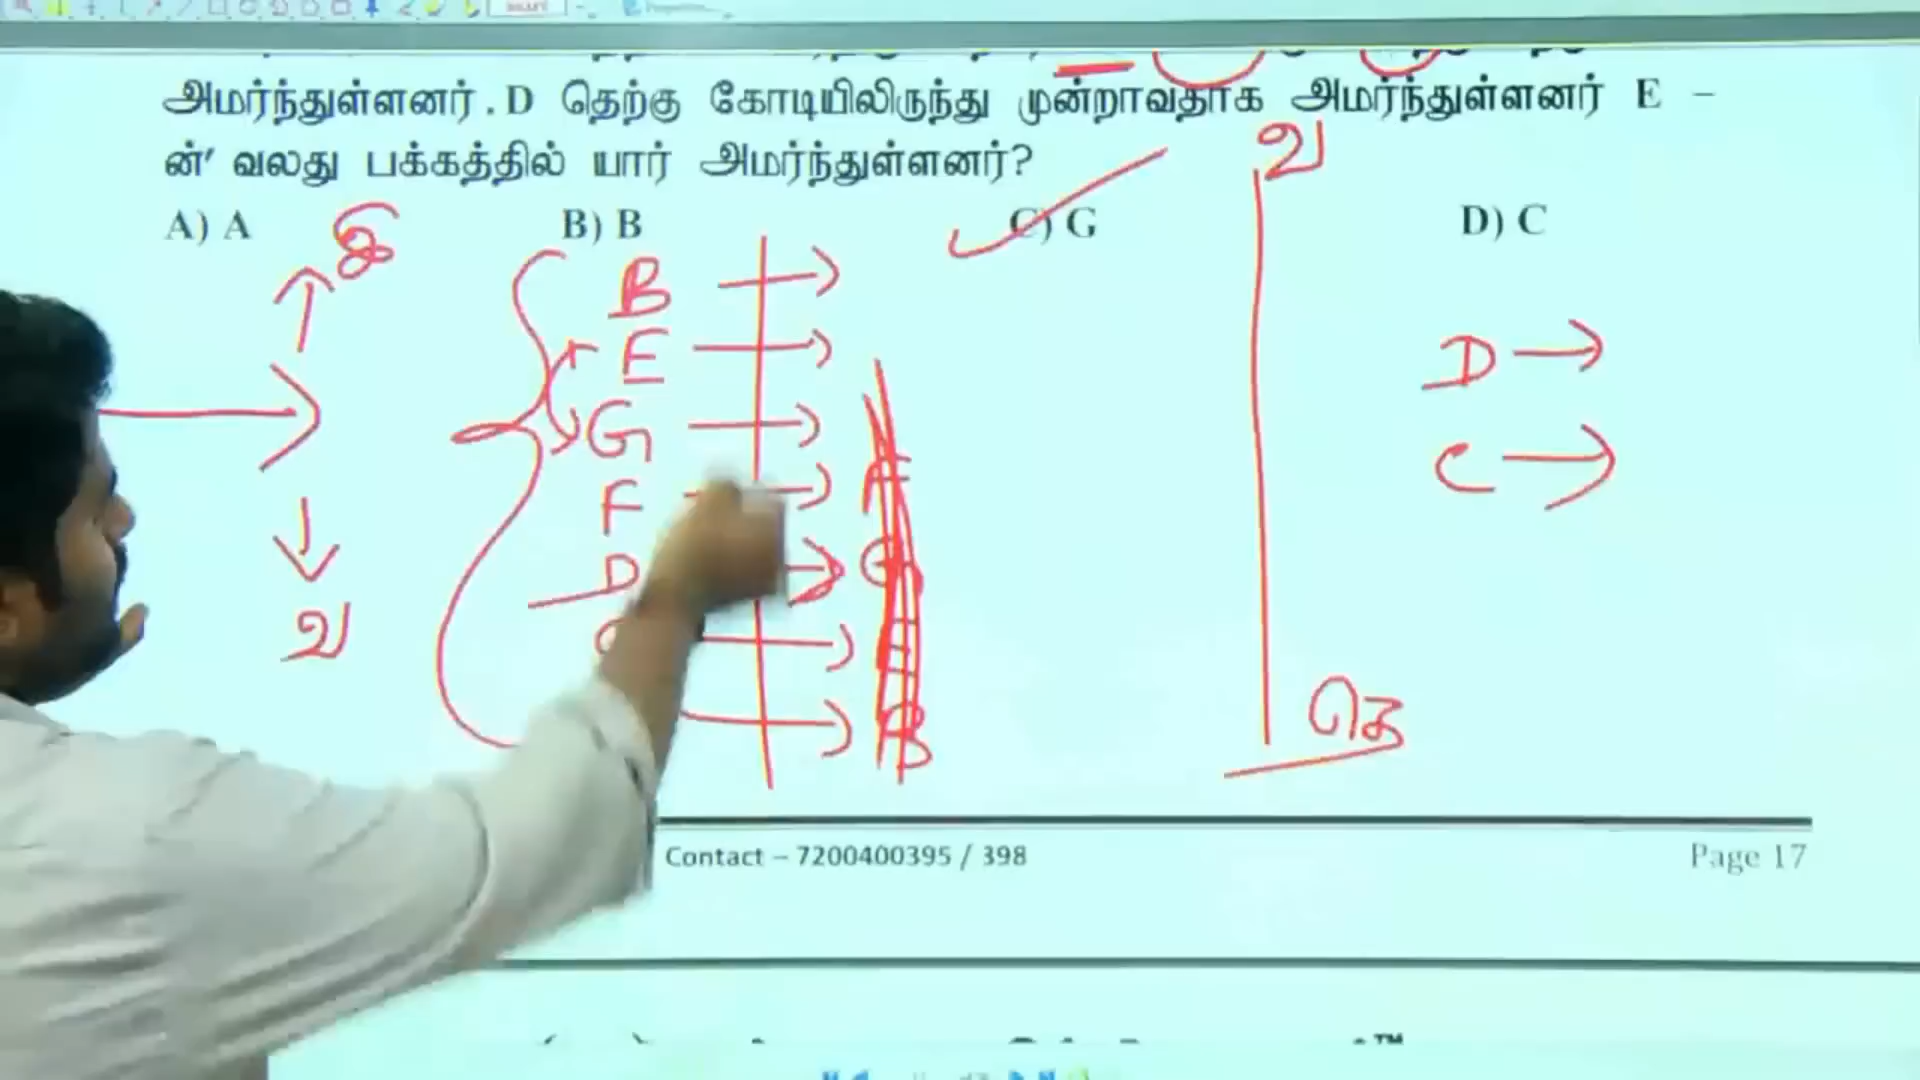 அமர்ந்துள்ளனர். D தெற்கு கோடியிலிருந்து முன்றாவதாக அமர்ந்துள்ளனர் E –
ன்' வலது பக்கத்தில் யார் அமர்ந்துள்ளனர்?
A) A B) B C) G D) C
இ
வ
B
E
G
F
D
வ
D
C
தெ
B
Contact – 7200400395 / 398
Page 17